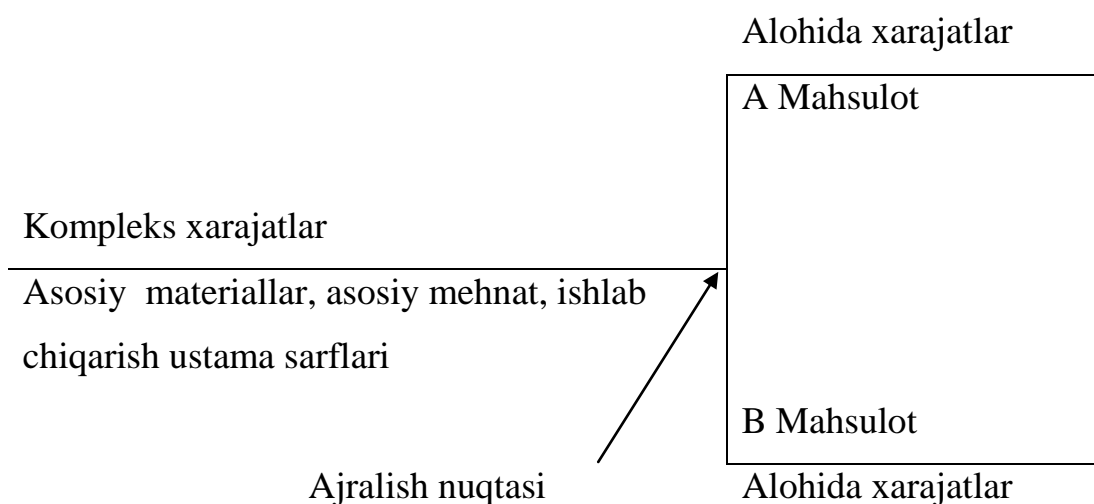 Alohida xarajatlar
A Mahsulot
Kompleks xarajatlar
Asosiy materiallar, asosiy mehnat, ishlab
chiqarish ustama sarflari
B Mahsulot
Ajralish nuqtasi
Alohida xarajatlar